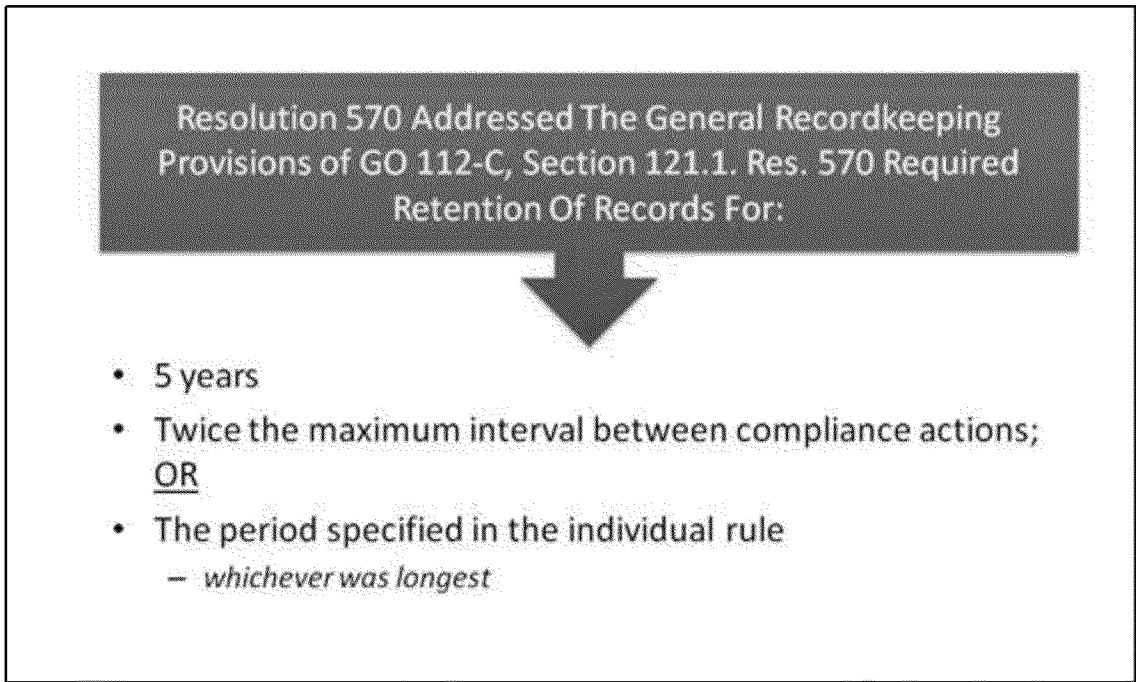 Resolution 570 Addressed The General Recordkeeping
Provisions of GO 112-C, Section 121.1. Res. 570 Required
Retention Of Records For:
• 5 years
• Twice the maximum interval between compliance actions;
OR
• The period specified in the individual rule
– whichever was longest